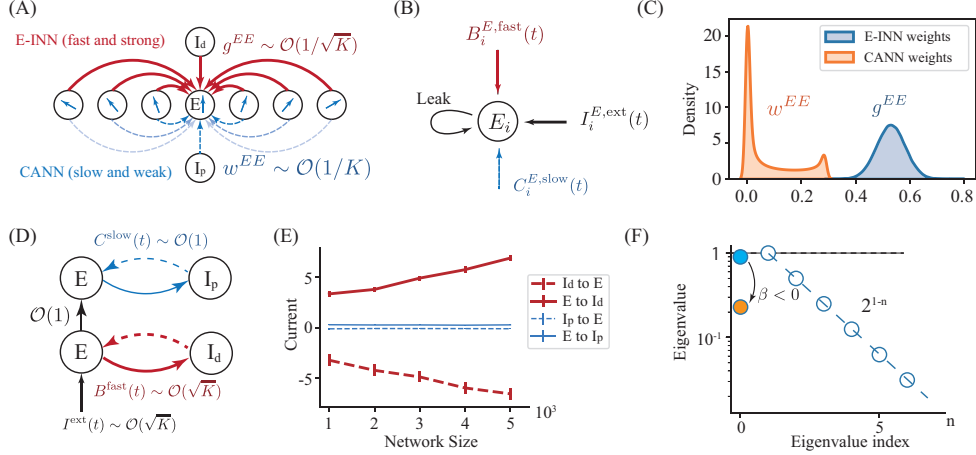 (A)
E-INN (fast and strong)
I_d
g^{EE} ∼ O(1/√K)
E
CANN (slow and weak)
I_p
w^{EE} ∼ O(1/K)
(B)
B_i^{E,fast}(t)
Leak
E_i
I_i^{E,ext}(t)
C_i^{E,slow}(t)
(C)
E-INN weights
CANN weights
w^{EE}
g^{EE}
Density
20
15
10
5
0
0.0 0.2 0.4 0.6 0.8
(D)
C^{slow}(t) ∼ O(1)
E
I_p
O(1)
E
I_d
B^{fast}(t) ∼ O(√K)
I^{ext}(t) ∼ O(√K)
(E)
Current
5
0
-5
I_d to E
E to I_d
I_p to E
E to I_p
1 2 3 4 5
10^3
Network Size
(F)
Eigenvalue
1
10^{-1}
β < 0
2^{1-n}
0 5
n
Eigenvalue index